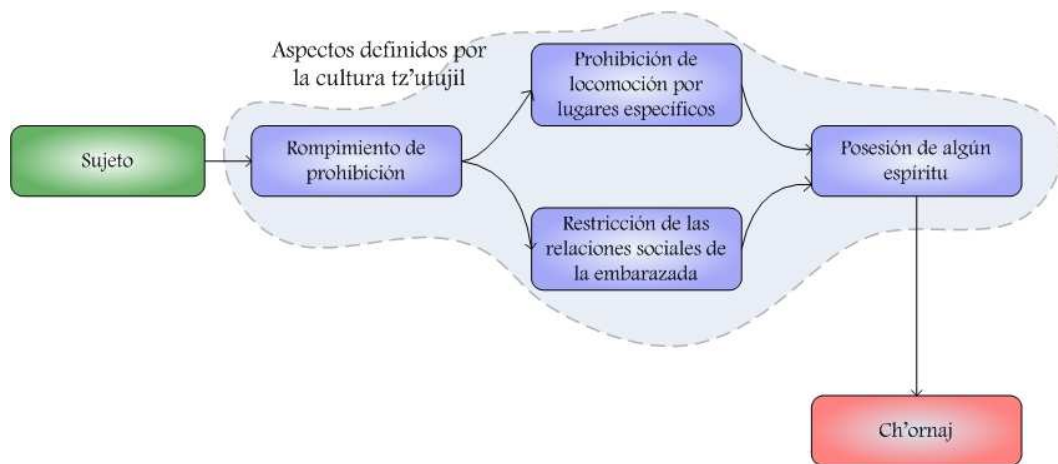 Aspectos definidos por
la cultura tz'utujil
Sujeto
Rompimiento de
prohibición
Prohibición de
locomoción por
lugares específicos
Restricción de las
relaciones sociales de
la embarazada
Posesión de algún
espíritu
Ch'ornaj